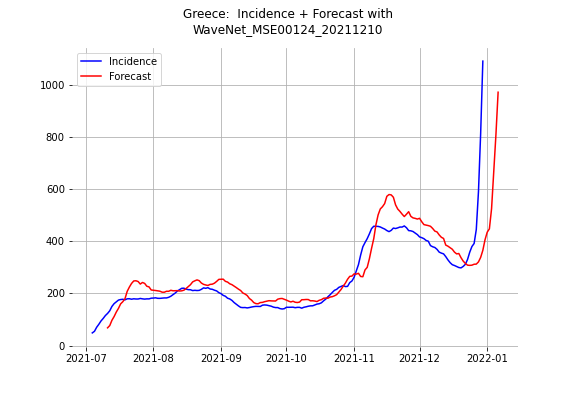 Greece:  Incidence + Forecast with
WaveNet_MSE00124_20211210
Incidence
Forecast
1000
800
600
400
200
0
2021-07 2021-08 2021-09 2021-10 2021-11 2021-12 2022-01